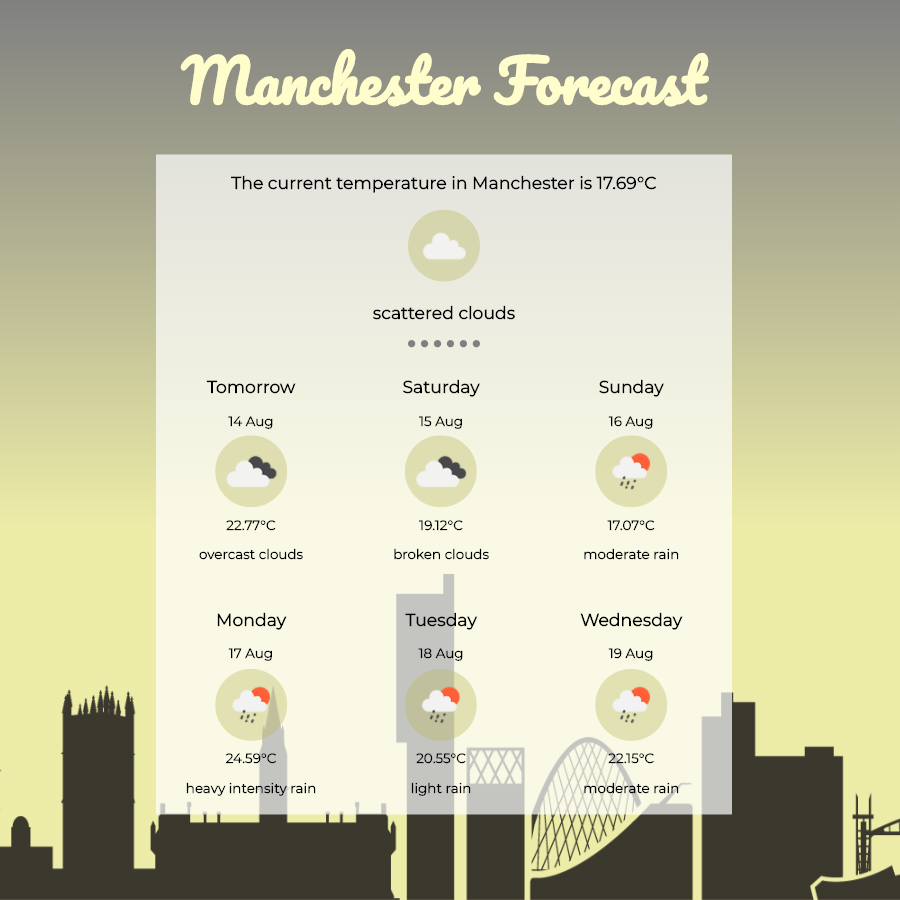 Manchester Forecast
The current temperature in Manchester is 17.69°C
scattered clouds
Tomorrow
14 Aug
22.77°C
overcast clouds
Saturday
15 Aug
19.12°C
broken clouds
Sunday
16 Aug
17.07°C
moderate rain
Monday
17 Aug
24.59°C
heavy intensity rain
Tuesday
18 Aug
20.55°C
light rain
Wednesday
19 Aug
22.15°C
moderate rain